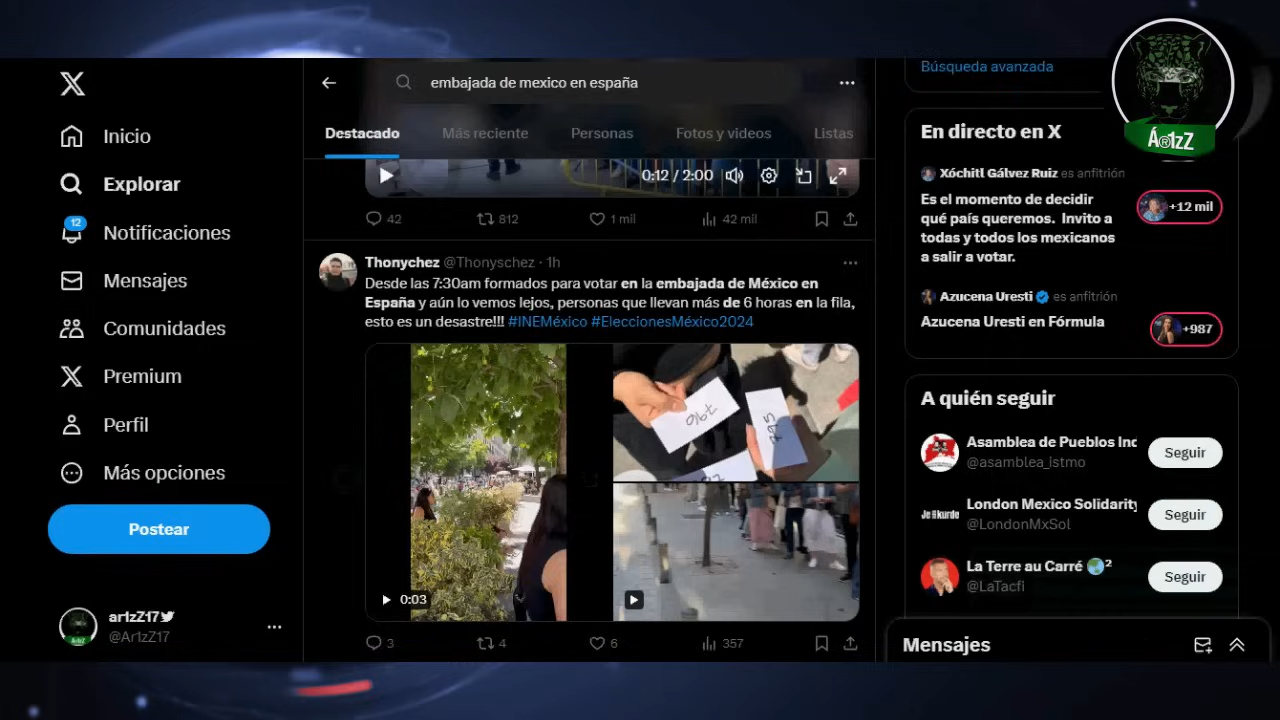 X
Inicio
Explorar
12
Notificaciones
Mensajes
Comunidades
Premium
Perfil
Más opciones
Postear
ar1zZ17
@Ar1zZ17
embajada de mexico en españa
Destacado Más reciente Personas Fotos y videos Listas
0:12 / 2:00
42 812 1 mil 42 mil
Thonychez @Thonyschez · 1h
Desde las 7:30am formados para votar en la embajada de México en
España y aún lo vemos lejos, personas que llevan más de 6 horas en la fila,
esto es un desastre!!! #INEMéxico #EleccionesMéxico2024
796
795
0:03
3 4 6 357
Búsqueda avanzada
En directo en X
Xóchitl Gálvez Ruiz es anfitrión
Es el momento de decidir
qué país queremos. Invito a
todas y todos los mexicanos
a salir a votar.
+12 mil
Azucena Uresti es anfitrión
Azucena Uresti en Fórmula
+987
A quién seguir
Asamblea de Pueblos Inc
@asamblea_istmo
Seguir
London Mexico Solidarity
@LondonMxSol
Seguir
La Terre au Carré ²
@LaTacfi
Seguir
Mensajes
Á®1zZ